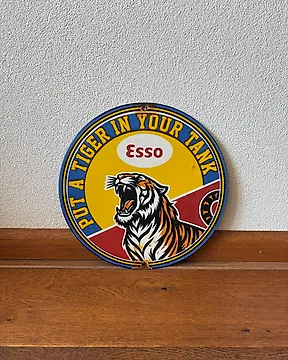 PUT A TIGER IN YOUR TANK
Esso